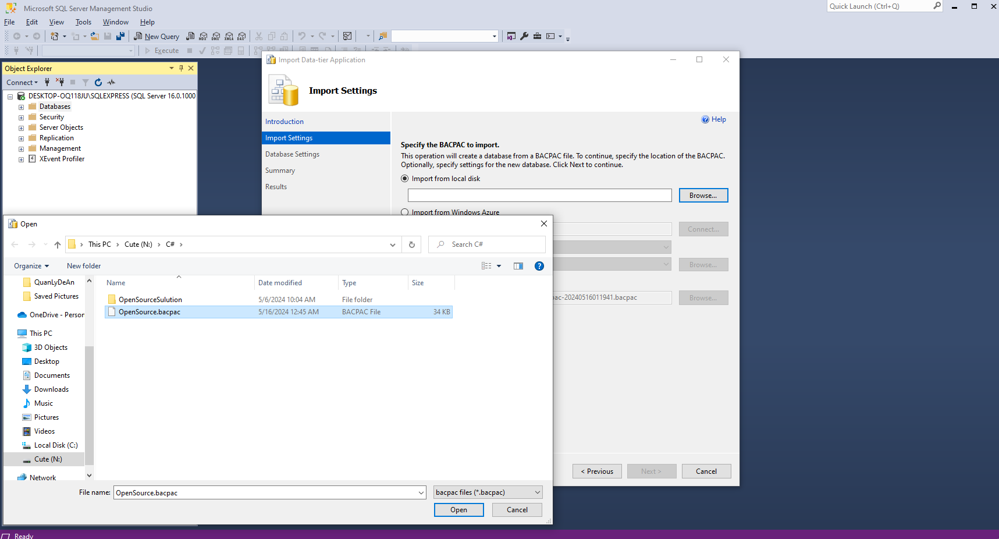 Microsoft SQL Server Management Studio
Quick Launch (Ctrl+Q)
File Edit View Tools Window Help
New Query MDX DMX XMLA DAX
Execute
Object Explorer
Connect
DESKTOP-OQ118JU\SQLEXPRESS (SQL Server 16.0.1000
Databases
Security
Server Objects
Replication
Management
XEvent Profiler
Import Data-tier Application
Import Settings
Introduction
Import Settings
Database Settings
Summary
Results
Help
Specify the BACPAC to import.
This operation will create a database from a BACPAC file. To continue, specify the location of the BACPAC.
Optionally, specify settings for the new database. Click Next to continue.
Import from local disk
Browse...
Import from Windows Azure
Connect...
Browse...
pac-20240516011941.bacpac
Browse...
< Previous Next > Cancel
Open
This PC › Cute (N:) › C# ›
Search C#
Organize New folder
Name Date modified Type Size
OpenSourceSulution 5/6/2024 10:04 AM File folder
OpenSource.bacpac 5/16/2024 12:45 AM BACPAC File 34 KB
QuanLyDeAn
Saved Pictures
OneDrive - Person
This PC
3D Objects
Desktop
Documents
Downloads
Music
Pictures
Videos
Local Disk (C:)
Cute (N:)
Network
File name: OpenSource.bacpac
bacpac files (*.bacpac)
Open Cancel
Ready